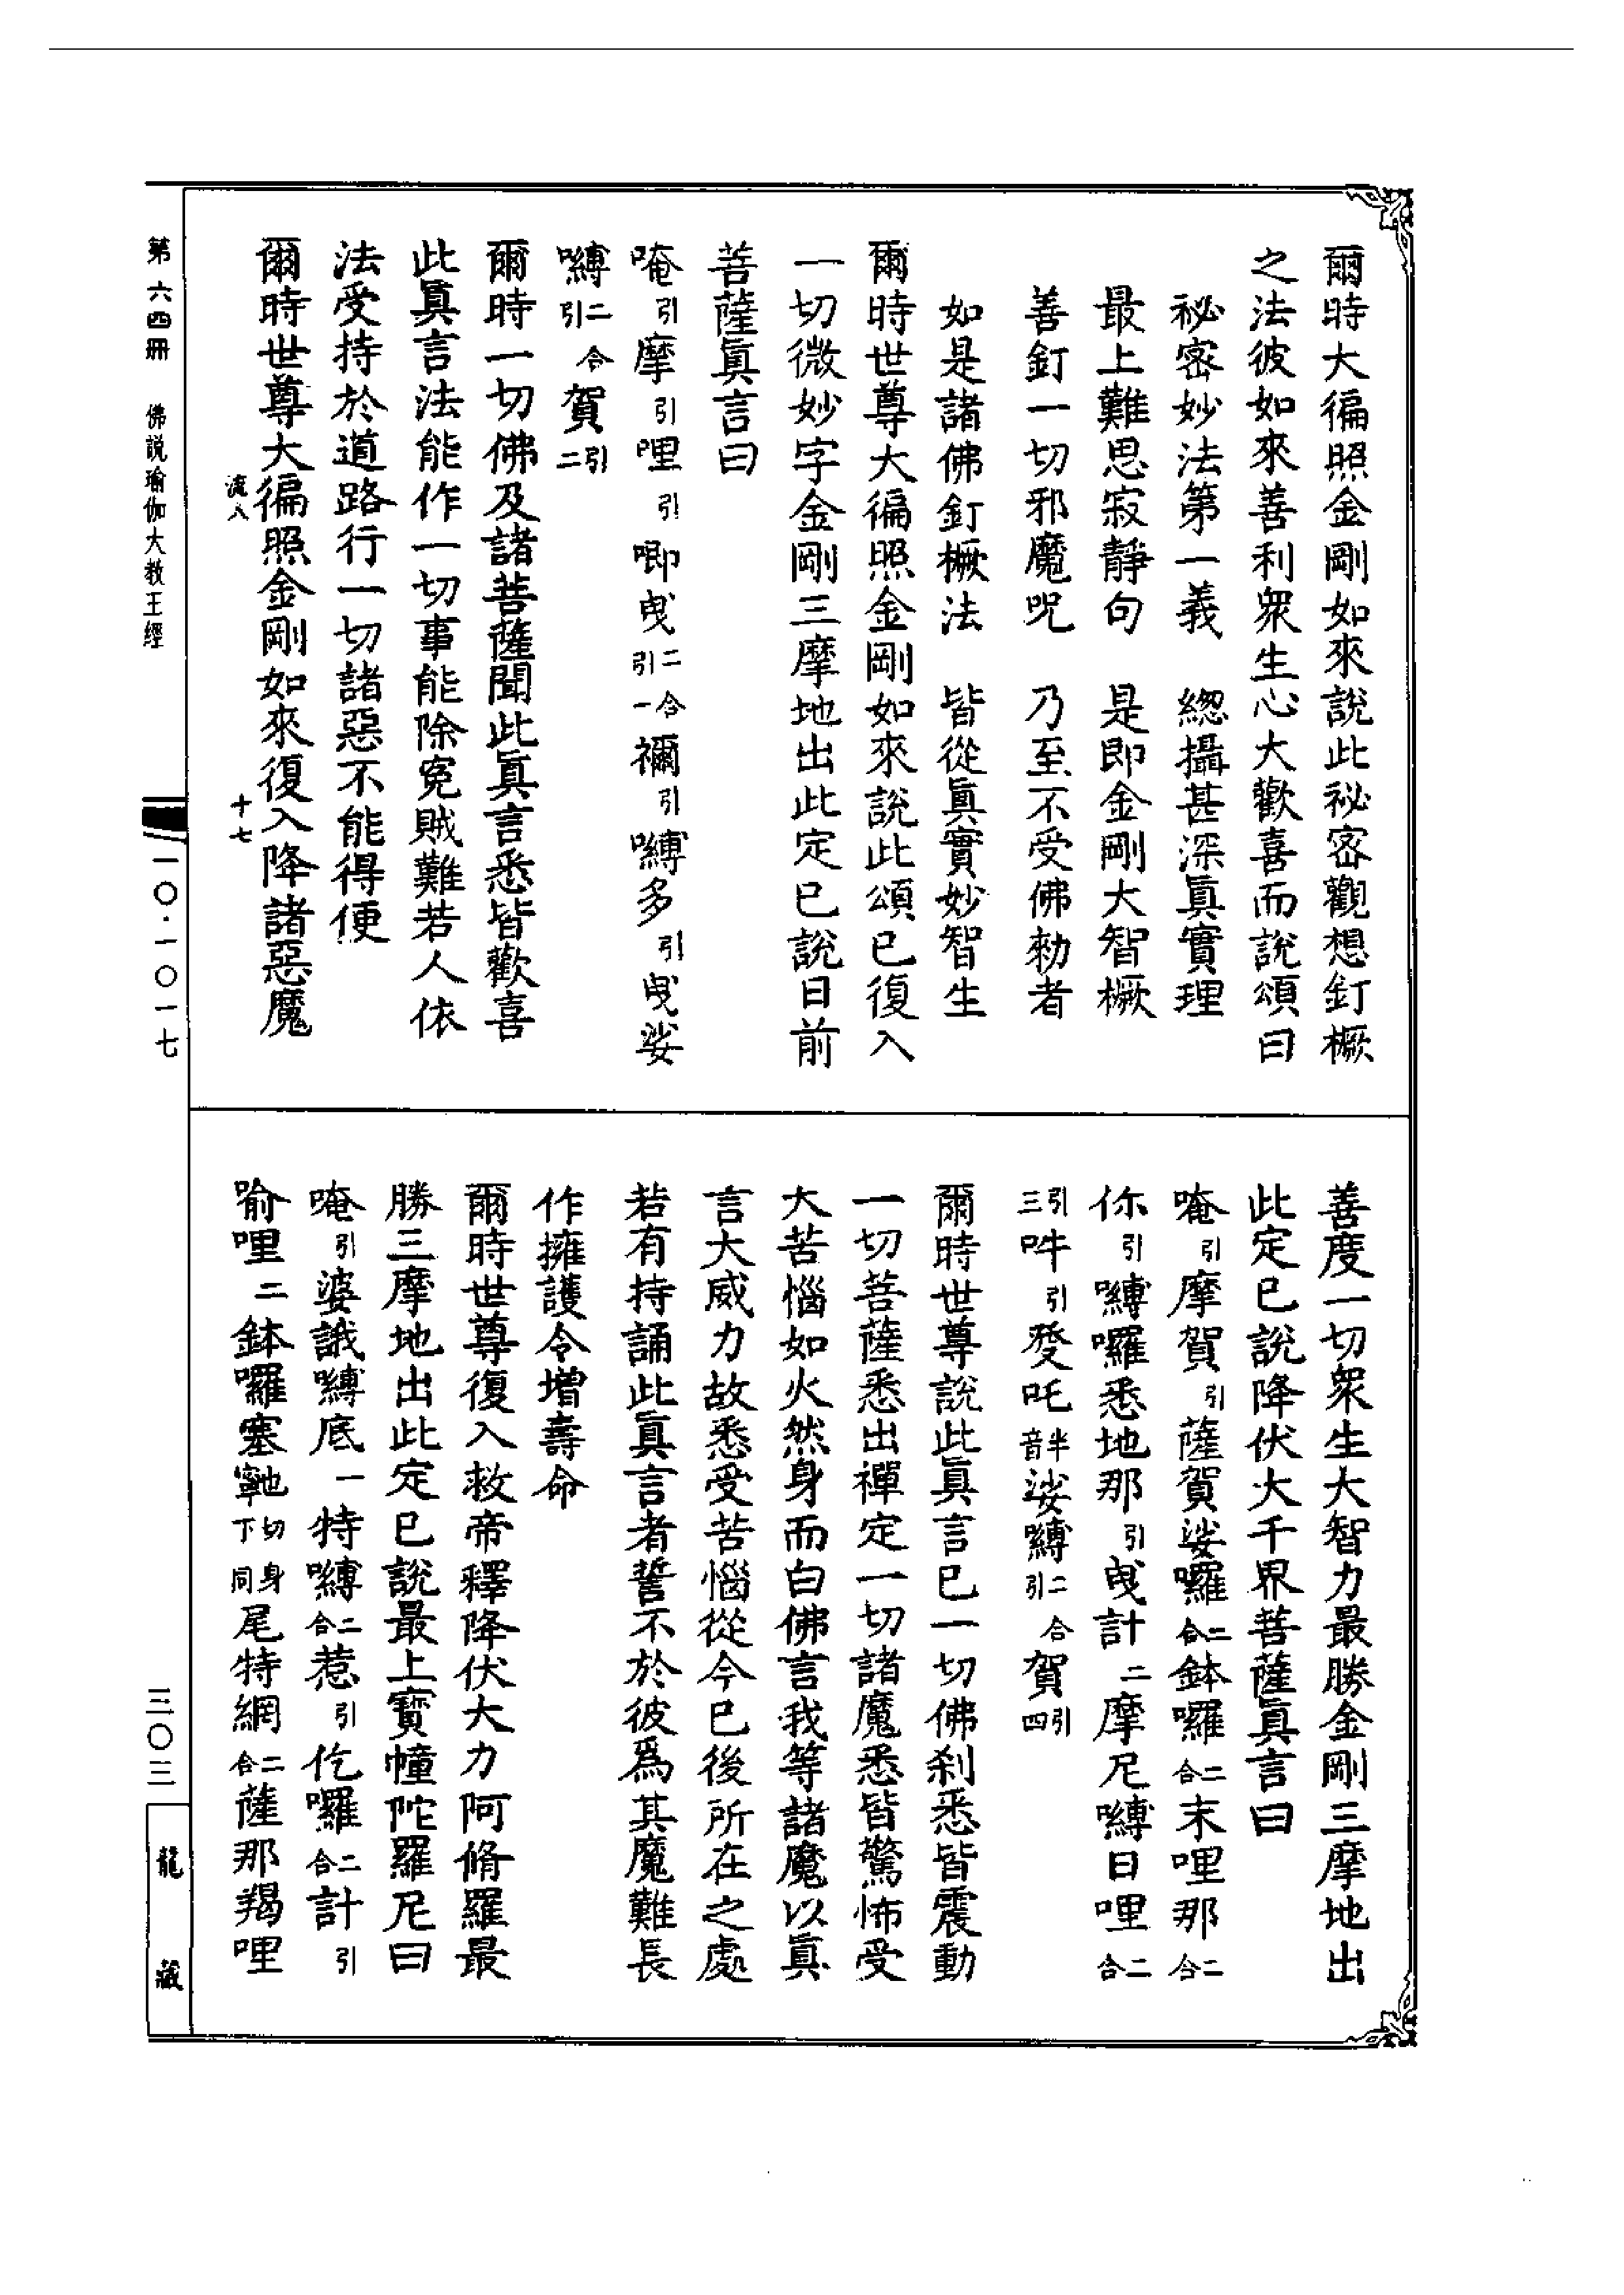 爾時大徧照金剛如來說此秘密觀想釘橛
之法彼如來善利衆生心大歡喜而說頌曰
祕密妙法第一義　緫攝甚深眞實理
最上難思寂靜句　是即金剛大智橛
善釘一切邪魔呪　乃至不受佛勑者
如是諸佛釘橛法　皆從眞實妙智生
爾時世尊大徧照金剛如來說此頌已復入
一切微妙字金剛三摩地出此定已說日前
菩薩眞言曰
唵引摩引哩引唧曳二合引一禰引嚩多引曵娑
嚩二合引賀引二
爾時一切佛及諸菩薩聞此眞言悉皆歡喜
此眞言法能作一切事能除寃賊難若人依
法受持於道路行一切諸惡不能得便
爾時世尊大徧照金剛如來復入降諸惡魔
善度一切衆生大智力最勝金剛三摩地出
此定已說降伏大千界菩薩眞言曰
唵引摩賀引薩賀娑囉二合鉢囉二合末哩那二合
你引嚩囉悉地那引曵計二摩尼嚩日哩二合
引三吽引發吒半音娑嚩二合引賀引四
爾時世尊說此眞言已一切佛刹悉皆震動
一切菩薩悉出禪定一切諸魔悉皆驚怖受
大苦惱如火然身而白佛言我等諸魔以眞
言大威力故悉受苦惱從今已後所在之處
若有持誦此眞言者誓不於彼爲其魔難長
作擁護令增壽命
爾時世尊復入救帝釋降伏大力阿脩羅最
勝三摩地出此定已說最上寳幢陀羅尼曰
唵引婆誐嚩底一特嚩二合惹引仡囉二合計引
喻哩二鉢囉塞寧也切身下同尾特綱二合薩那羯哩
第六四册　佛說瑜伽大教王經
十七
一〇·一〇一七
三〇三
龍藏